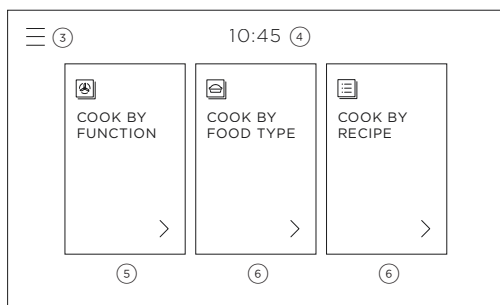 3
10:45 4
COOK BY
FUNCTION
COOK BY
FOOD TYPE
COOK BY
RECIPE
5
6
6